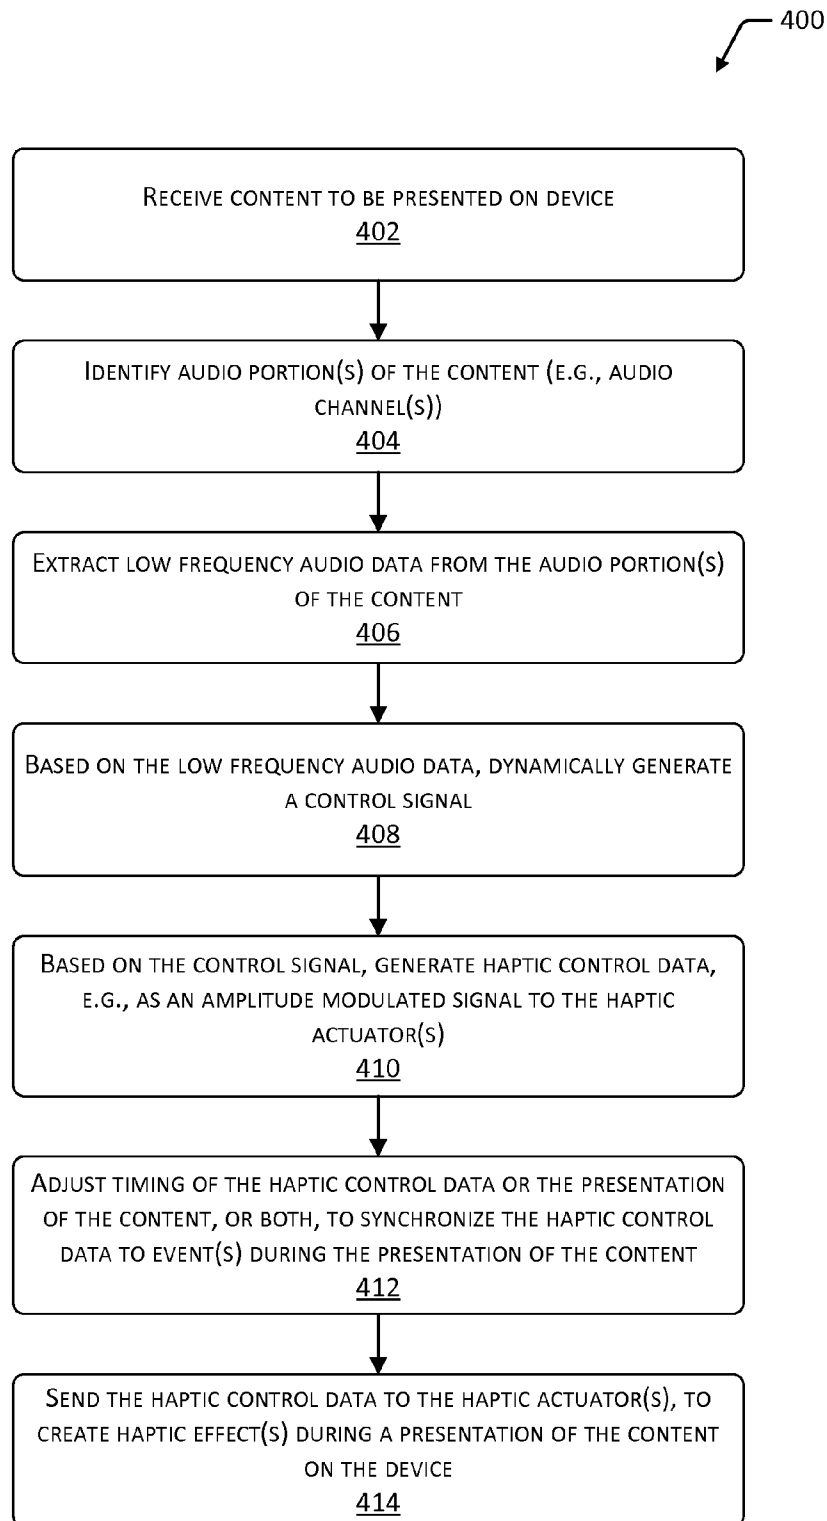 400
Receive content to be presented on device
402
Identify audio portion(s) of the content (e.g., audio
channel(s))
404
Extract low frequency audio data from the audio portion(s)
of the content
406
Based on the low frequency audio data, dynamically generate
a control signal
408
Based on the control signal, generate haptic control data,
e.g., as an amplitude modulated signal to the haptic
actuator(s)
410
Adjust timing of the haptic control data or the presentation
of the content, or both, to synchronize the haptic control
data to event(s) during the presentation of the content
412
Send the haptic control data to the haptic actuator(s), to
create haptic effect(s) during a presentation of the content
on the device
414